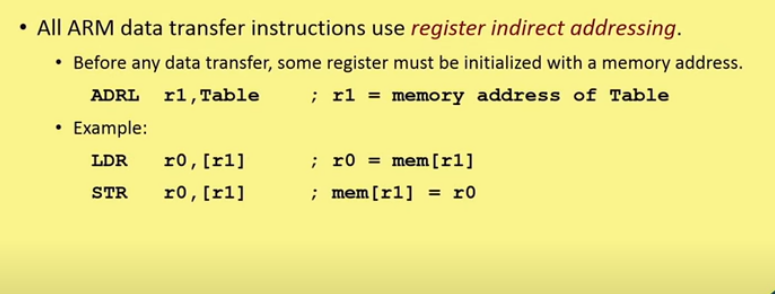 • All ARM data transfer instructions use register indirect addressing.
• Before any data transfer, some register must be initialized with a memory address.
ADRL r1,Table ; r1 = memory address of Table
• Example:
LDR r0,[r1] ; r0 = mem[r1]
STR r0,[r1] ; mem[r1] = r0